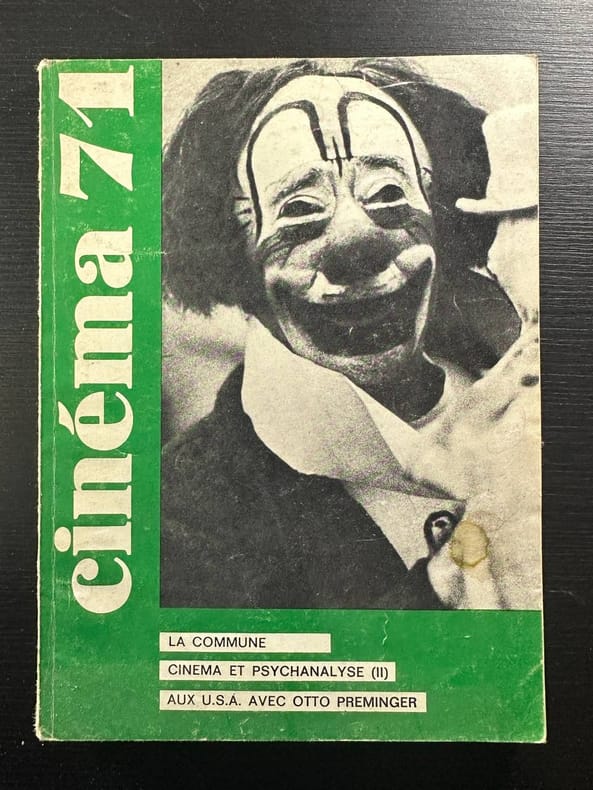 cinéma 71
LA COMMUNE
CINEMA ET PSYCHANALYSE (II)
AUX U.S.A. AVEC OTTO PREMINGER